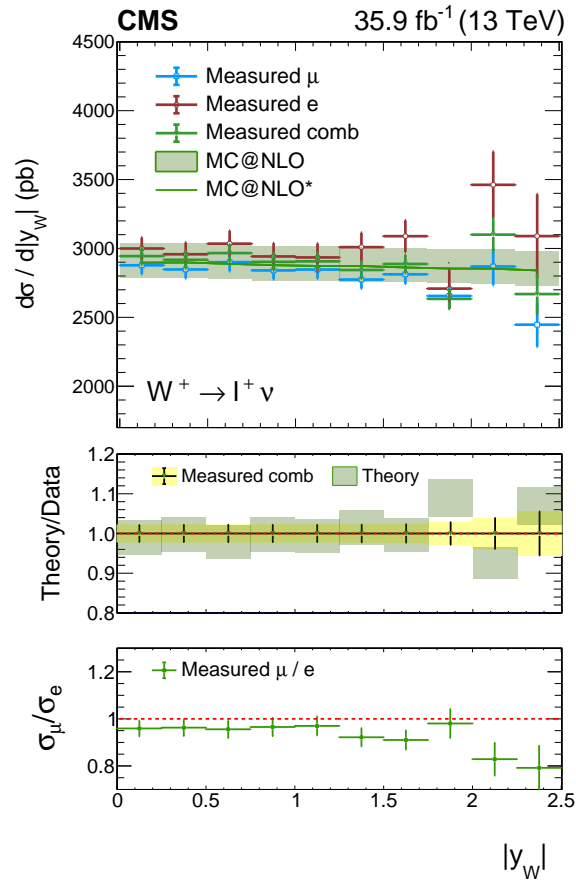 CMS 35.9 fb⁻¹ (13 TeV)
4500
4000
3500
3000
2500
2000
dσ / d|y_W| (pb)
Measured μ
Measured e
Measured comb
MC@NLO
MC@NLO*
W⁺ → l⁺ ν
1.2
1.1
1.0
0.9
0.8
Theory/Data
Measured comb Theory
1.2
1
0.8
σ_μ/σ_e
Measured μ / e
0 0.5 1 1.5 2 2.5
|y_W|